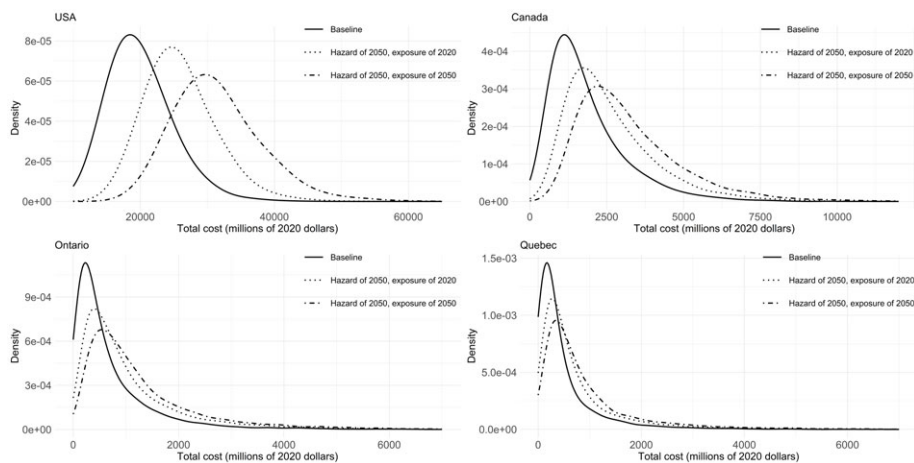 USA
Baseline
Hazard of 2050, exposure of 2020
Hazard of 2050, exposure of 2050
8e-05
6e-05
4e-05
2e-05
0e+00
Density
20000 40000 60000
Total cost (millions of 2020 dollars)
Canada
Baseline
Hazard of 2050, exposure of 2020
Hazard of 2050, exposure of 2050
4e-04
3e-04
2e-04
1e-04
0e+00
Density
0 2500 5000 7500 10000
Total cost (millions of 2020 dollars)
Ontario
Baseline
Hazard of 2050, exposure of 2020
Hazard of 2050, exposure of 2050
9e-04
6e-04
3e-04
0e+00
Density
0 2000 4000 6000
Total cost (millions of 2020 dollars)
Quebec
Baseline
Hazard of 2050, exposure of 2020
Hazard of 2050, exposure of 2050
1.5e-03
1.0e-03
5.0e-04
0.0e+00
Density
0 2000 4000 6000
Total cost (millions of 2020 dollars)